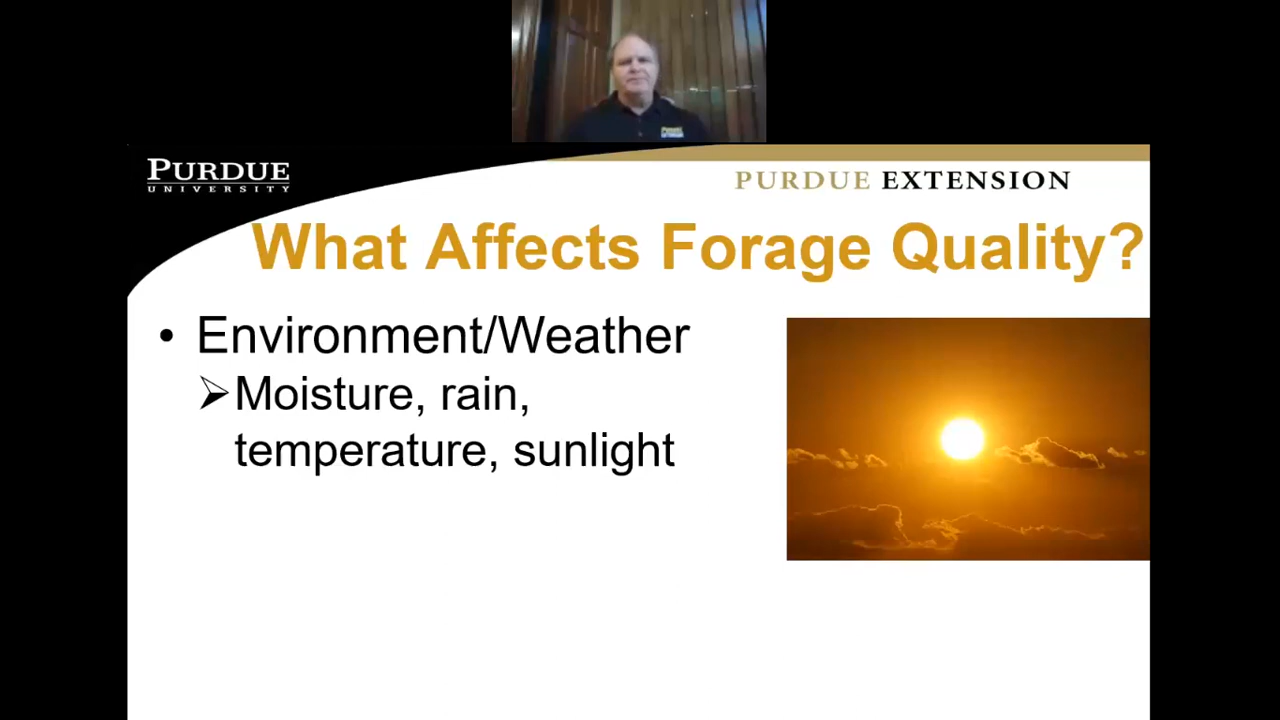 PURDUE
UNIVERSITY
PURDUE EXTENSION
What Affects Forage Quality?
• Environment/Weather
➢Moisture, rain,
temperature, sunlight